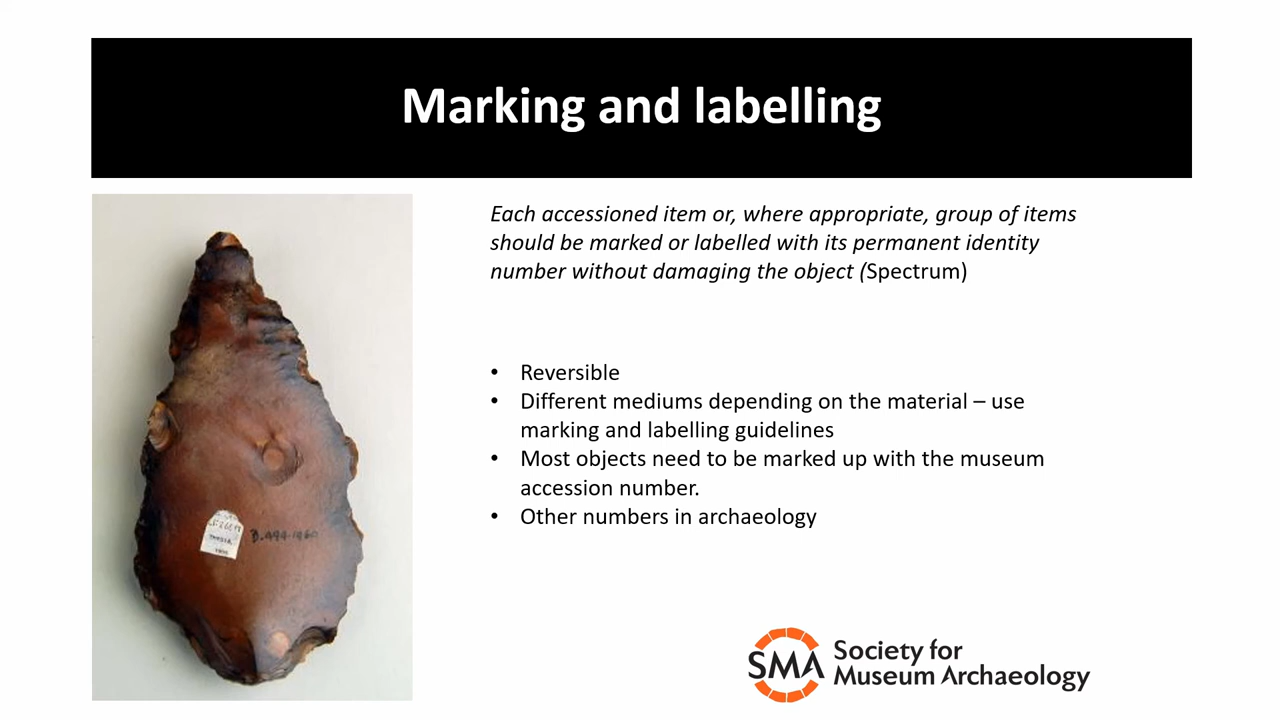 Marking and labelling
Each accessioned item or, where appropriate, group of items
should be marked or labelled with its permanent identity
number without damaging the object (Spectrum)
• Reversible
• Different mediums depending on the material – use
marking and labelling guidelines
• Most objects need to be marked up with the museum
accession number.
• Other numbers in archaeology
B.494.1960
SMA
Society for
Museum Archaeology